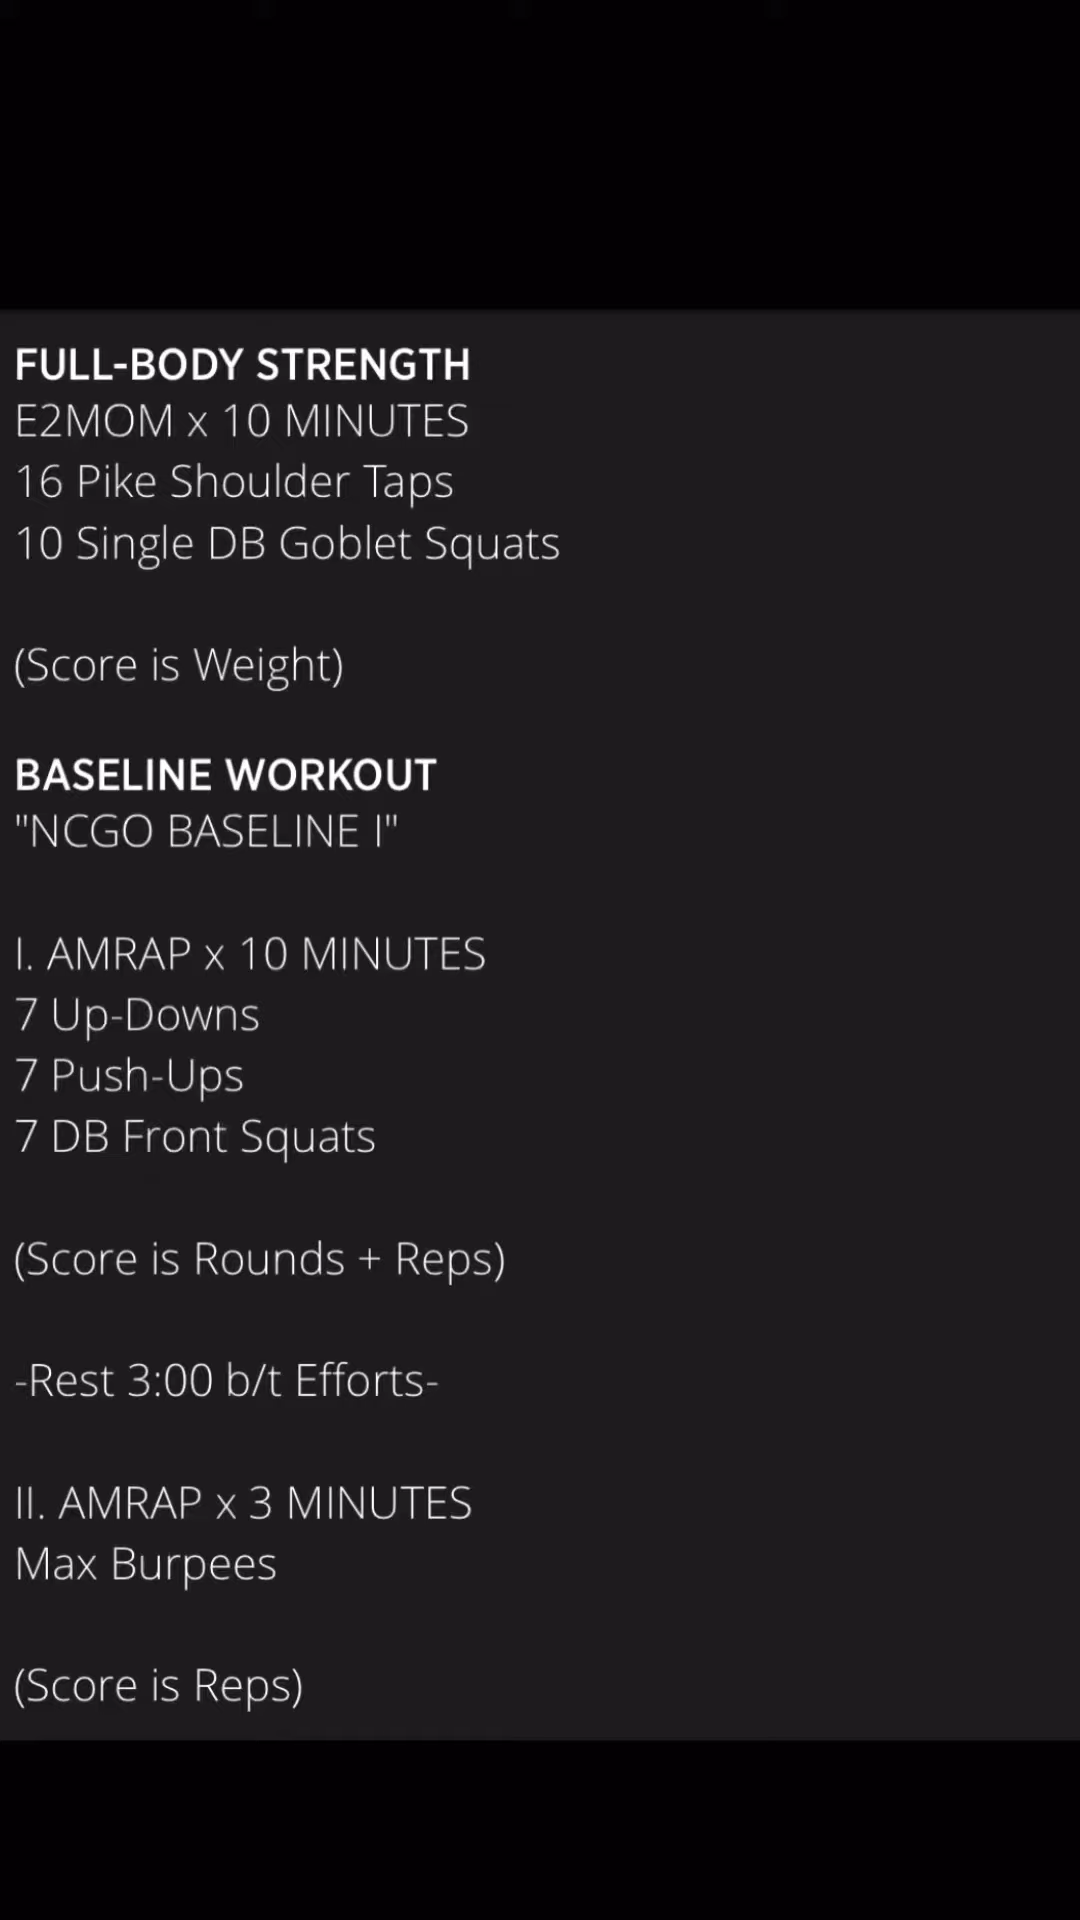 FULL-BODY STRENGTH
E2MOM x 10 MINUTES
16 Pike Shoulder Taps
10 Single DB Goblet Squats
(Score is Weight)
BASELINE WORKOUT
"NCGO BASELINE I"
I. AMRAP x 10 MINUTES
7 Up-Downs
7 Push-Ups
7 DB Front Squats
(Score is Rounds + Reps)
-Rest 3:00 b/t Efforts-
II. AMRAP x 3 MINUTES
Max Burpees
(Score is Reps)